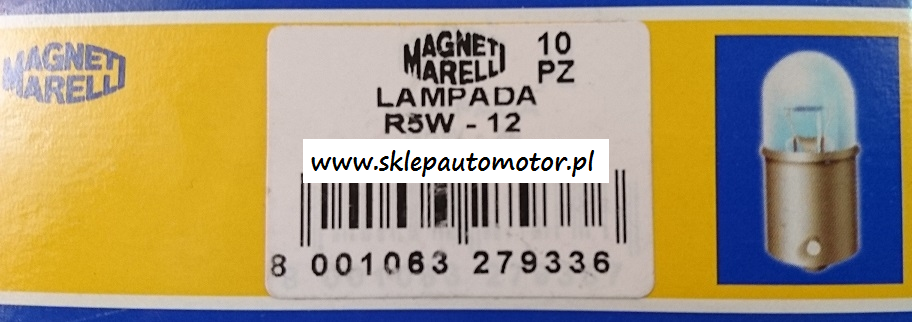 MAGNETI
MARELLI
MAGNETI
MARELLI
10
PZ
LAMPADA
R5W - 12
www.sklepautomotor.pl
8 001063 279336